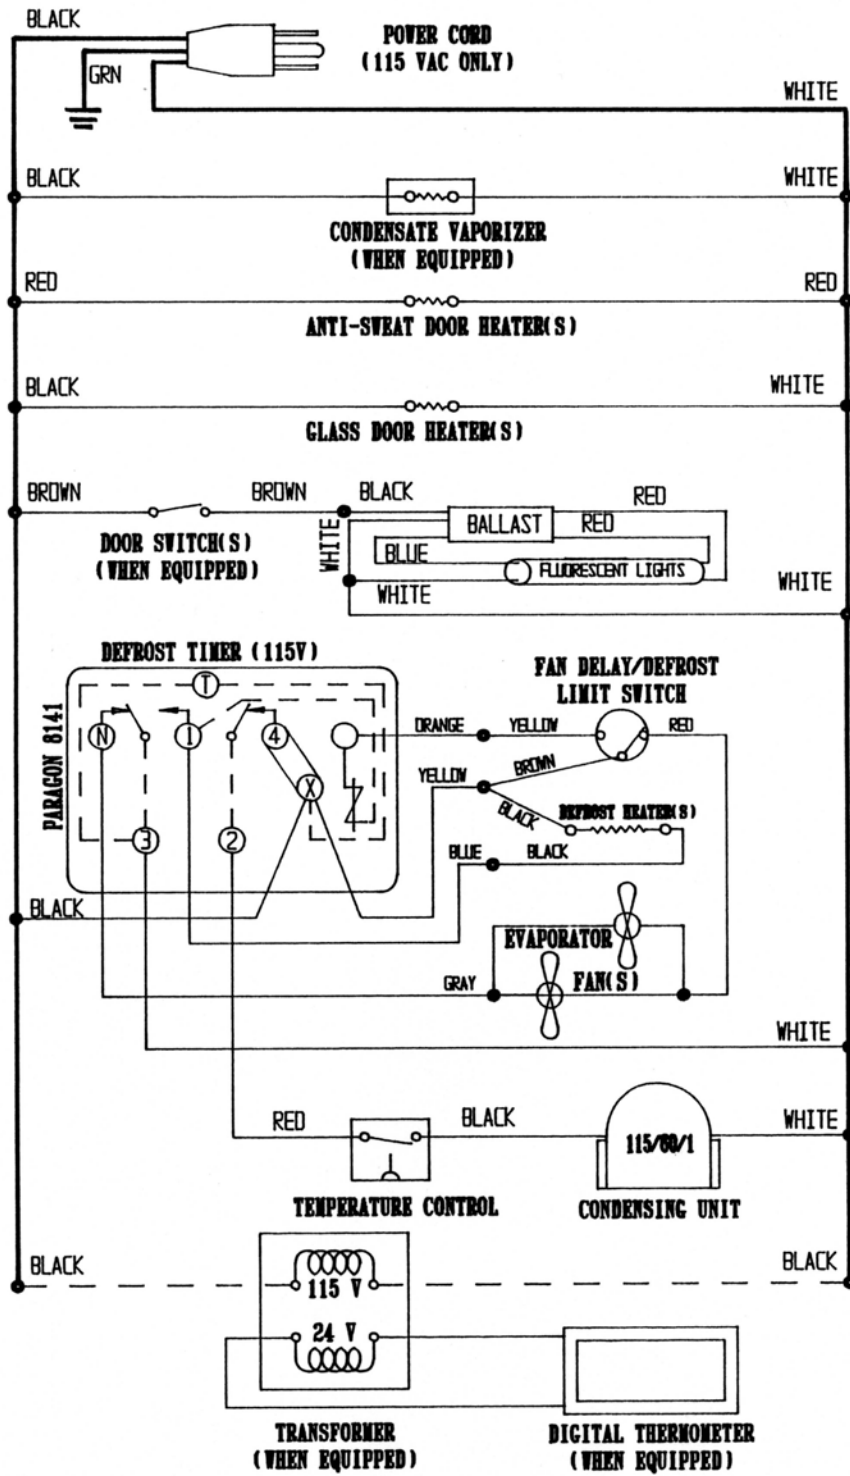 BLACK
POWER CORD
(115 VAC ONLY)
GRN
WHITE
BLACK
WHITE
CONDENSATE VAPORIZER
(WHEN EQUIPPED)
RED
RED
ANTI-SWEAT DOOR HEATER(S)
BLACK
WHITE
GLASS DOOR HEATER(S)
BROWN
BROWN
BLACK
RED
BALLAST
RED
DOOR SWITCH(S)
(WHEN EQUIPPED)
WHITE
BLUE
FLUORESCENT LIGHTS
WHITE
WHITE
DEFROST TIMER (115V)
FAN DELAY/DEFROST
LIMIT SWITCH
PARAGON 8141
T
N
1
4
ORANGE
YELLOW
RED
X
YELLOW
BROWN
BLACK
DEFROST HEATER(S)
3
2
BLUE
BLACK
BLACK
EVAPORATOR
FAN(S)
GRAY
WHITE
RED
BLACK
WHITE
115/60/1
TEMPERATURE CONTROL
CONDENSING UNIT
BLACK
BLACK
115 V
24 V
TRANSFORMER
(WHEN EQUIPPED)
DIGITAL THERMOMETER
(WHEN EQUIPPED)